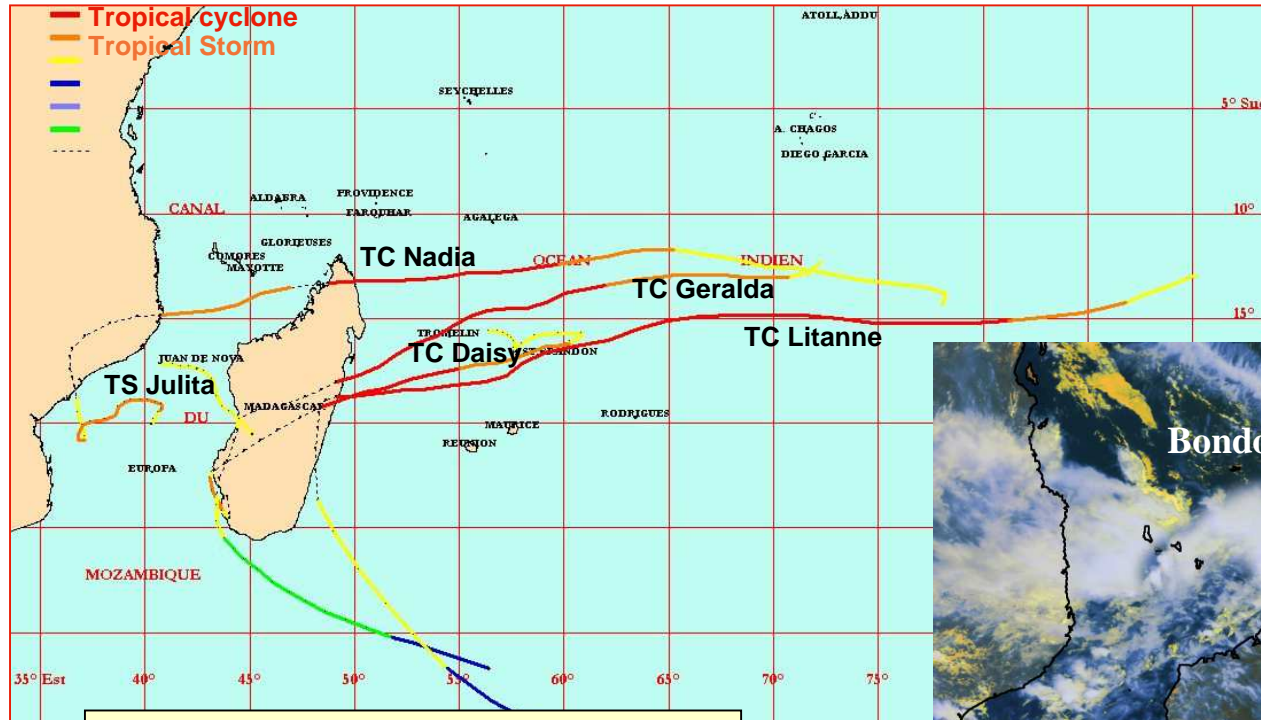 Tropical cyclone
Tropical Storm
ATOLL ADDU
SEYCHELLES
5° Sud
A. CHAGOS
DIEGO GARCIA
ALDABRA
PROVIDENCE
CANAL
FARQUHAR
AGALEGA
10°
GLORIEUSES
COMORES
MAYOTTE
TC Nadia
OCEAN
INDIEN
TC Geralda
15°
TROMELIN
TC Litanne
TC Daisy
ST BRANDON
JUAN DE NOVA
TS Julita
MADAGASCAR
DU
RODRIGUES
MAURICE
REUNION
EUROPA
Bondo
MOZAMBIQUE
35° Est
40°
45°
50°
55°
60°
65°
70°
75°